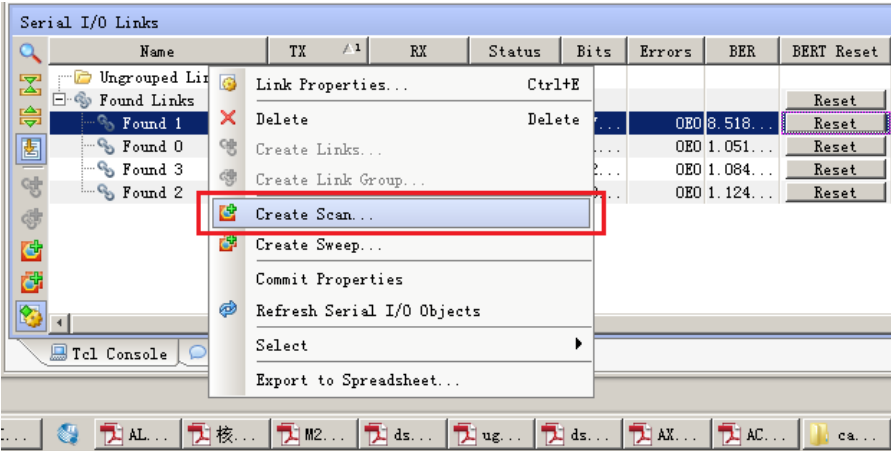 Serial I/O Links
Name TX 1 RX Status Bits Errors BER BERT Reset
Ungrouped Lin
Found Links Reset
Found 1 0E0 8.518... Reset
Found 0 0E0 1.051... Reset
Found 3 0E0 1.084... Reset
Found 2 0E0 1.124... Reset
Link Properties... Ctrl+E
Delete Delete
Create Links...
Create Link Group...
Create Scan...
Create Sweep...
Commit Properties
Refresh Serial I/O Objects
Select
Export to Spreadsheet...
Tcl Console
... AL... 核... M2... ds... ug... ds... AX... AC... ca...